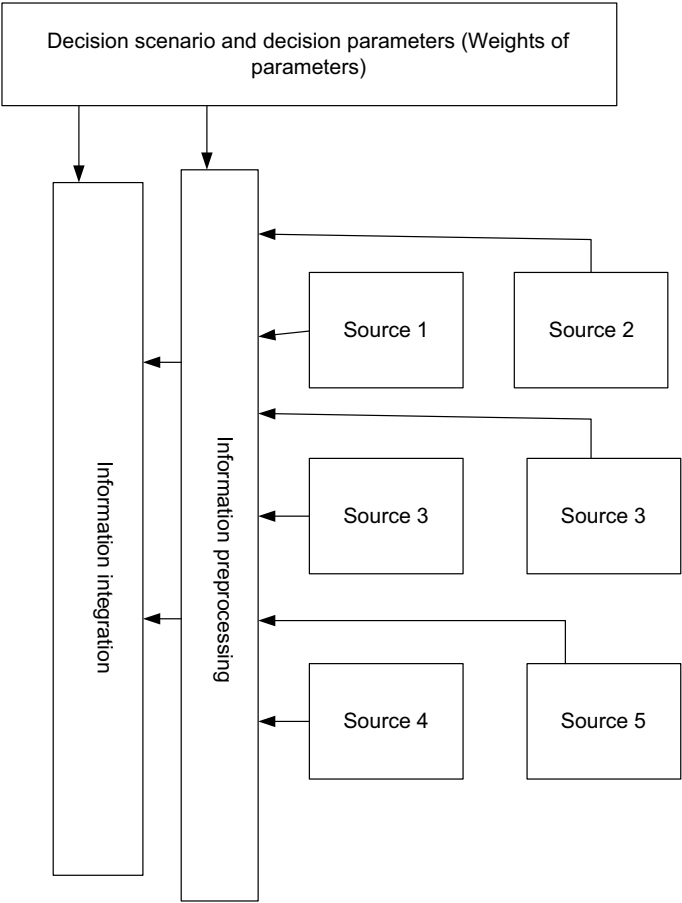 Decision scenario and decision parameters (Weights of
parameters)
Source 1
Source 2
Source 3
Source 3
Source 4
Source 5
Information preprocessing
Information integration